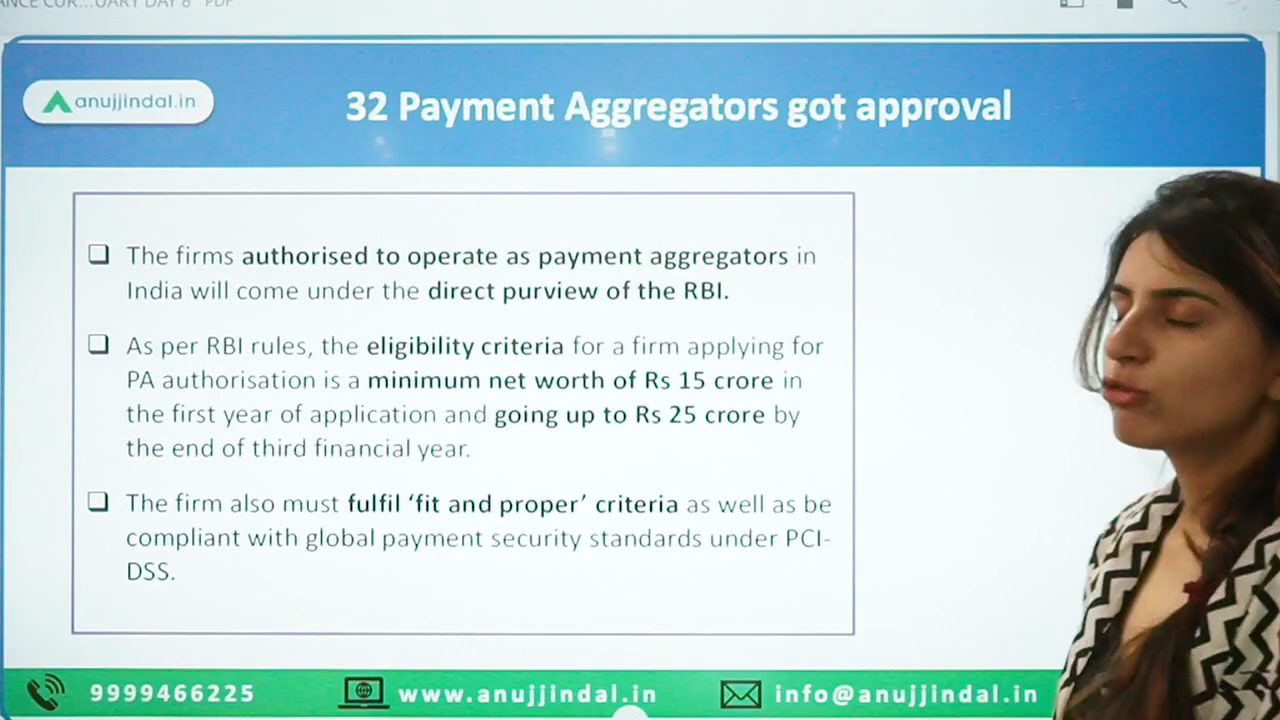 anujjindal.in
32 Payment Aggregators got approval
❑ The firms authorised to operate as payment aggregators in
India will come under the direct purview of the RBI.
❑ As per RBI rules, the eligibility criteria for a firm applying for
PA authorisation is a minimum net worth of Rs 15 crore in
the first year of application and going up to Rs 25 crore by
the end of third financial year.
❑ The firm also must fulfil ‘fit and proper’ criteria as well as be
compliant with global payment security standards under PCI-
DSS.
9999466225
www.anujjindal.in
info@anujjindal.in